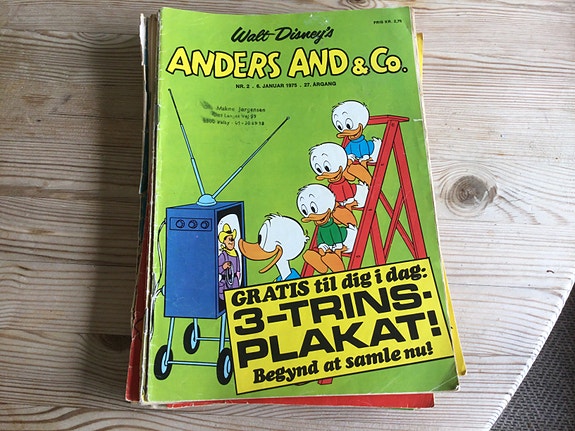 PRIS KR. 2,75
Walt Disney's
ANDERS AND & Co.
NR. 2 . 6. JANUAR 1975 . 27. ÅRGANG
Jørgensen
GRATIS til dig i dag:
3-TRINS-
PLAKAT!
Begynd at samle nu!